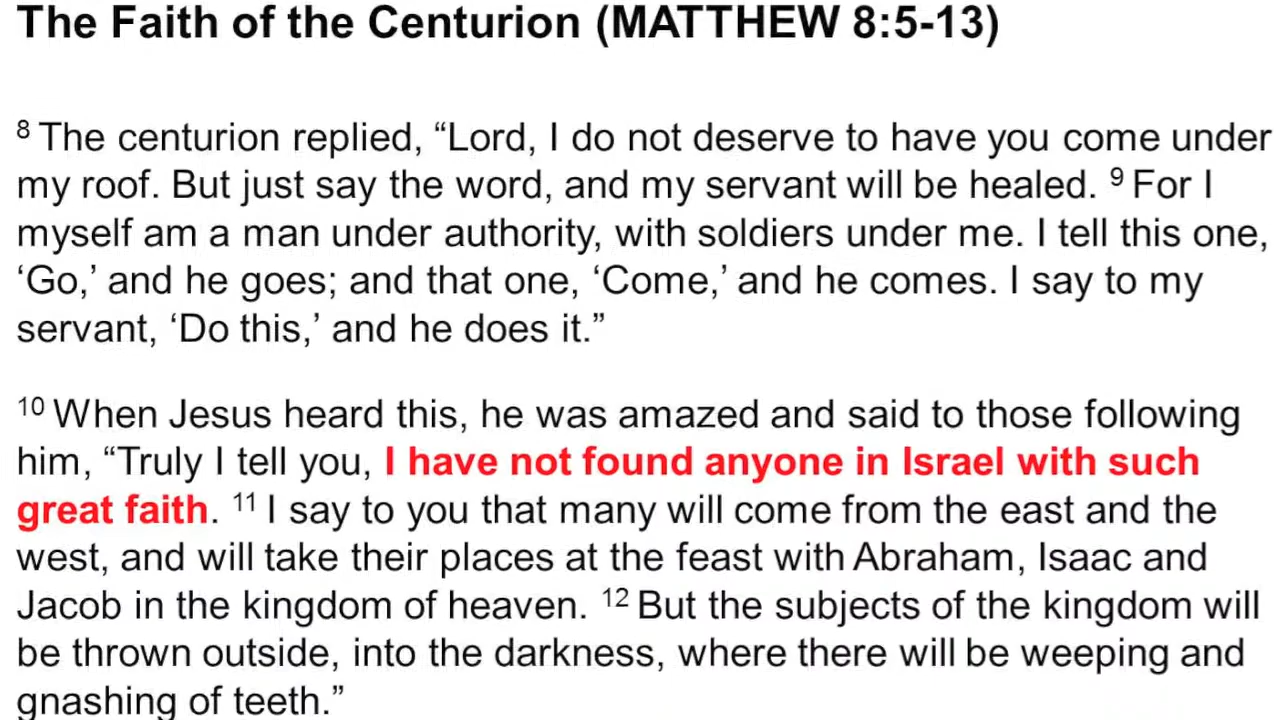 The Faith of the Centurion (MATTHEW 8:5-13)
⁸ The centurion replied, “Lord, I do not deserve to have you come under
my roof. But just say the word, and my servant will be healed. ⁹ For I
myself am a man under authority, with soldiers under me. I tell this one,
‘Go,’ and he goes; and that one, ‘Come,’ and he comes. I say to my
servant, ‘Do this,’ and he does it.”
¹⁰ When Jesus heard this, he was amazed and said to those following
him, “Truly I tell you, I have not found anyone in Israel with such
great faith. ¹¹ I say to you that many will come from the east and the
west, and will take their places at the feast with Abraham, Isaac and
Jacob in the kingdom of heaven. ¹² But the subjects of the kingdom will
be thrown outside, into the darkness, where there will be weeping and
gnashing of teeth.”